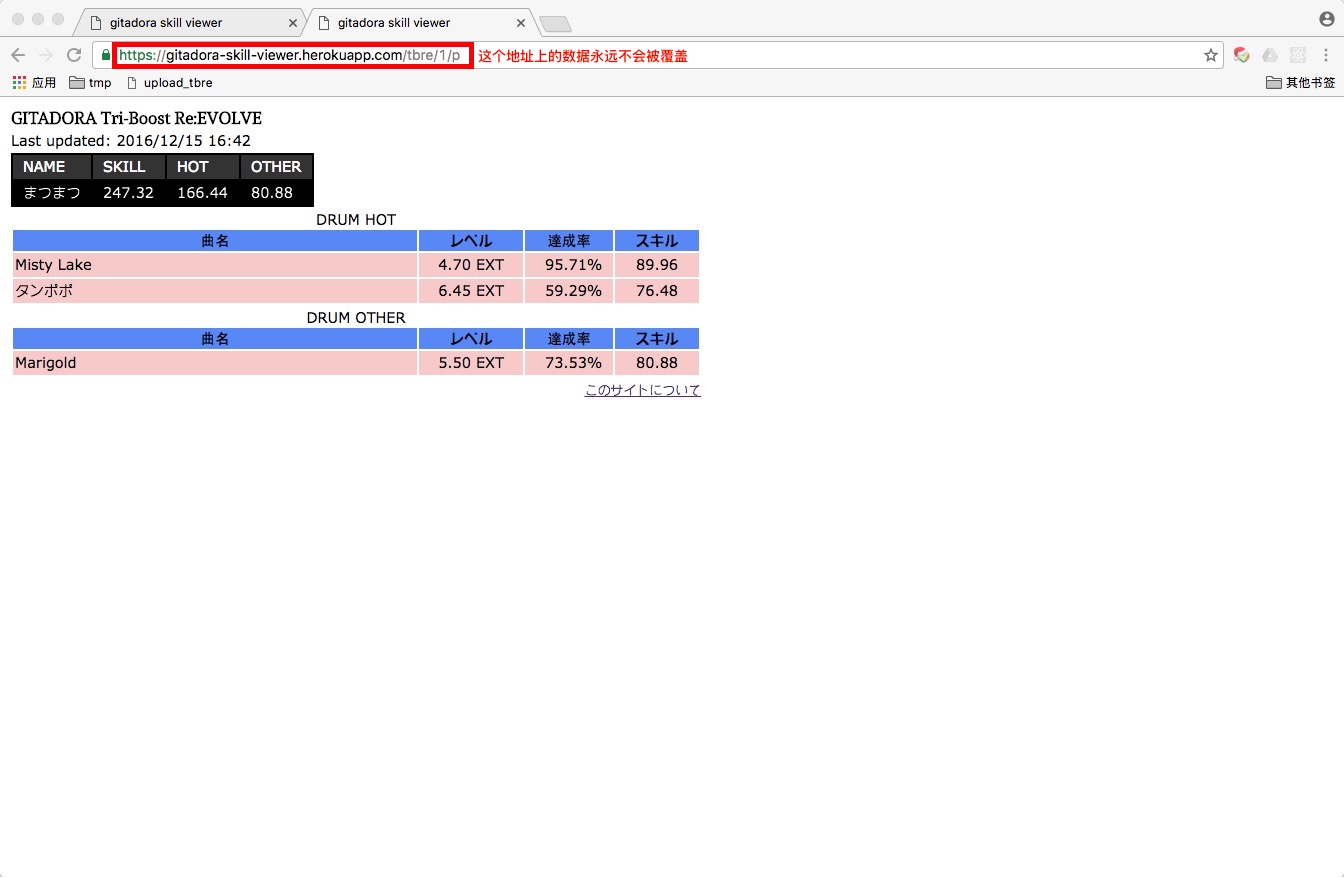 gitadora skill viewer gitadora skill viewer
https://gitadora-skill-viewer.herokuapp.com/tbre/1/p 这个地址上的数据永远不会被覆盖
应用 tmp upload_tbre 其他书签
GITADORA Tri-Boost Re:EVOLVE
Last updated: 2016/12/15 16:42
NAME SKILL HOT OTHER
まつまつ 247.32 166.44 80.88
DRUM HOT
曲名 レベル 達成率 スキル
Misty Lake 4.70 EXT 95.71% 89.96
タンポポ 6.45 EXT 59.29% 76.48
DRUM OTHER
曲名 レベル 達成率 スキル
Marigold 5.50 EXT 73.53% 80.88
このサイトについて